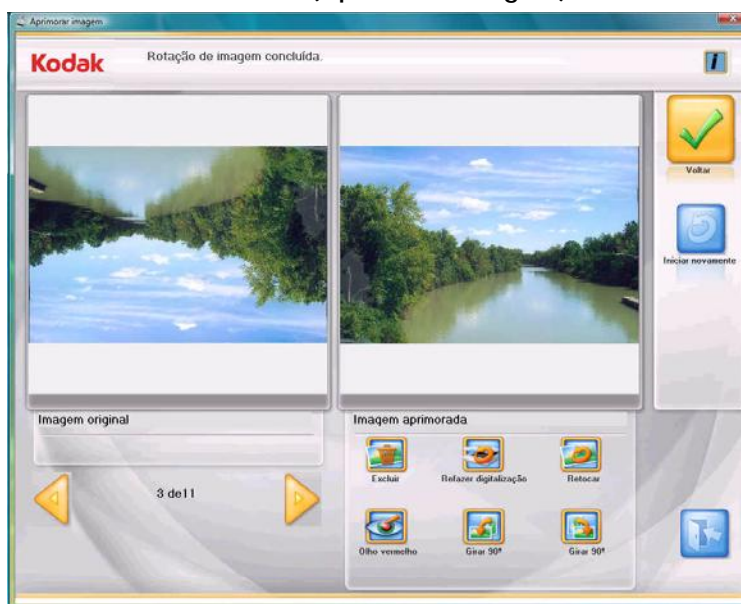 Aprimorar imagem
Kodak
Rotação de imagem concluída.
i
Voltar
Iniciar novamente
Imagem original
3 de11
Imagem aprimorada
Excluir
Refazer digitalização
Retocar
Olho vermelho
Girar 90º
Girar 90º